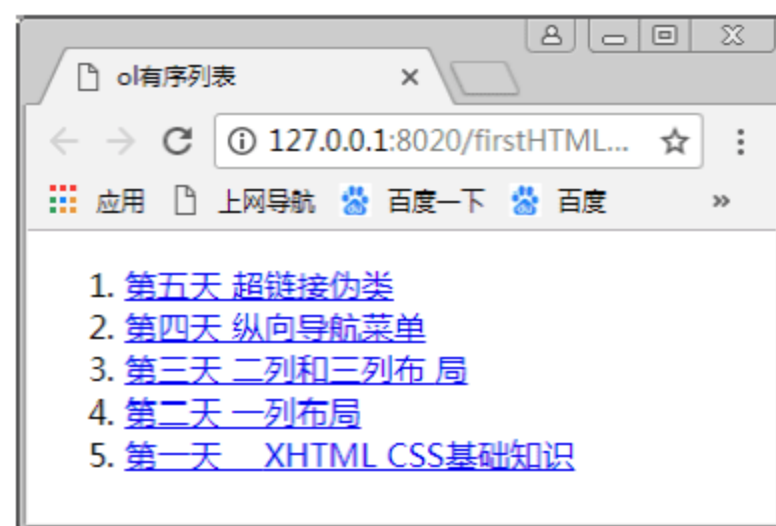 ol有序列表
127.0.0.1:8020/firstHTML...
应用 上网导航 百度一下 百度 »
1. 第五天 超链接伪类
2. 第四天 纵向导航菜单
3. 第三天 二列和三列布 局
4. 第二天 一列布局
5. 第一天 XHTML CSS基础知识